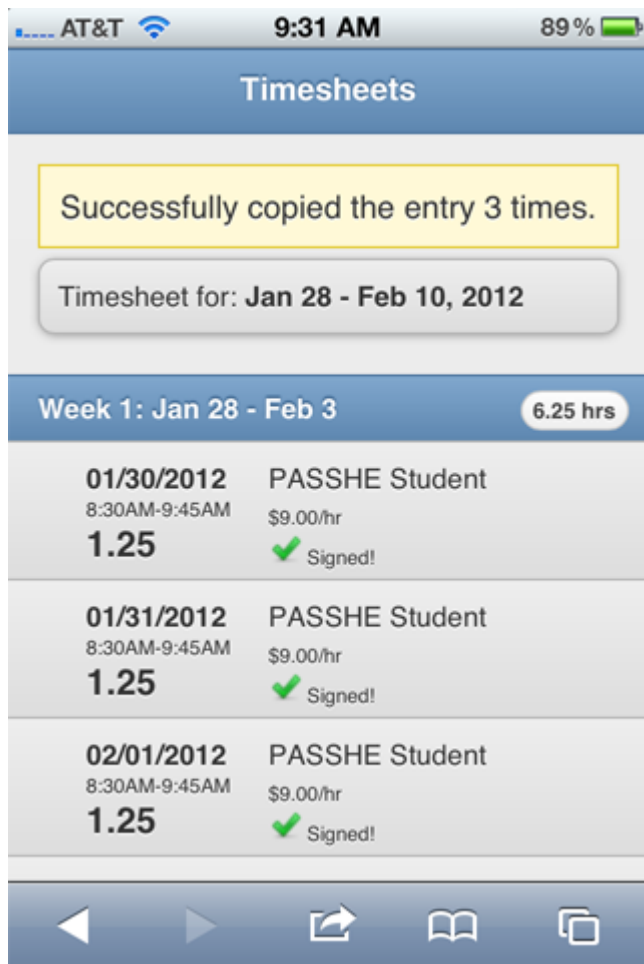 AT&T 9:31 AM 89 %
Timesheets
Successfully copied the entry 3 times.
Timesheet for: Jan 28 - Feb 10, 2012
Week 1: Jan 28 - Feb 3 6.25 hrs
01/30/2012 PASSHE Student
8:30AM-9:45AM $9.00/hr
1.25 Signed!
01/31/2012 PASSHE Student
8:30AM-9:45AM $9.00/hr
1.25 Signed!
02/01/2012 PASSHE Student
8:30AM-9:45AM $9.00/hr
1.25 Signed!